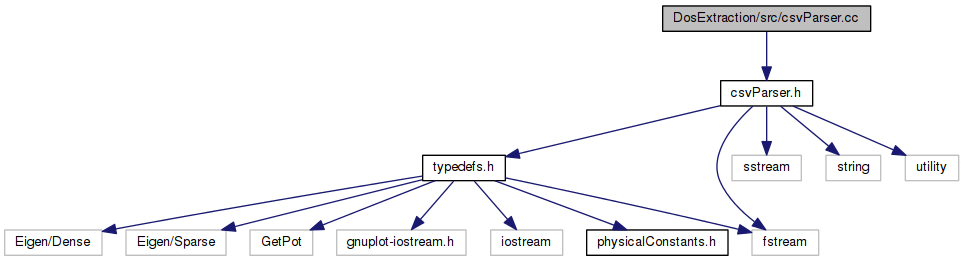 DosExtraction/src/csvParser.cc
csvParser.h
typedefs.h
sstream
string
utility
Eigen/Dense
Eigen/Sparse
GetPot
gnuplot-iostream.h
iostream
physicalConstants.h
fstream